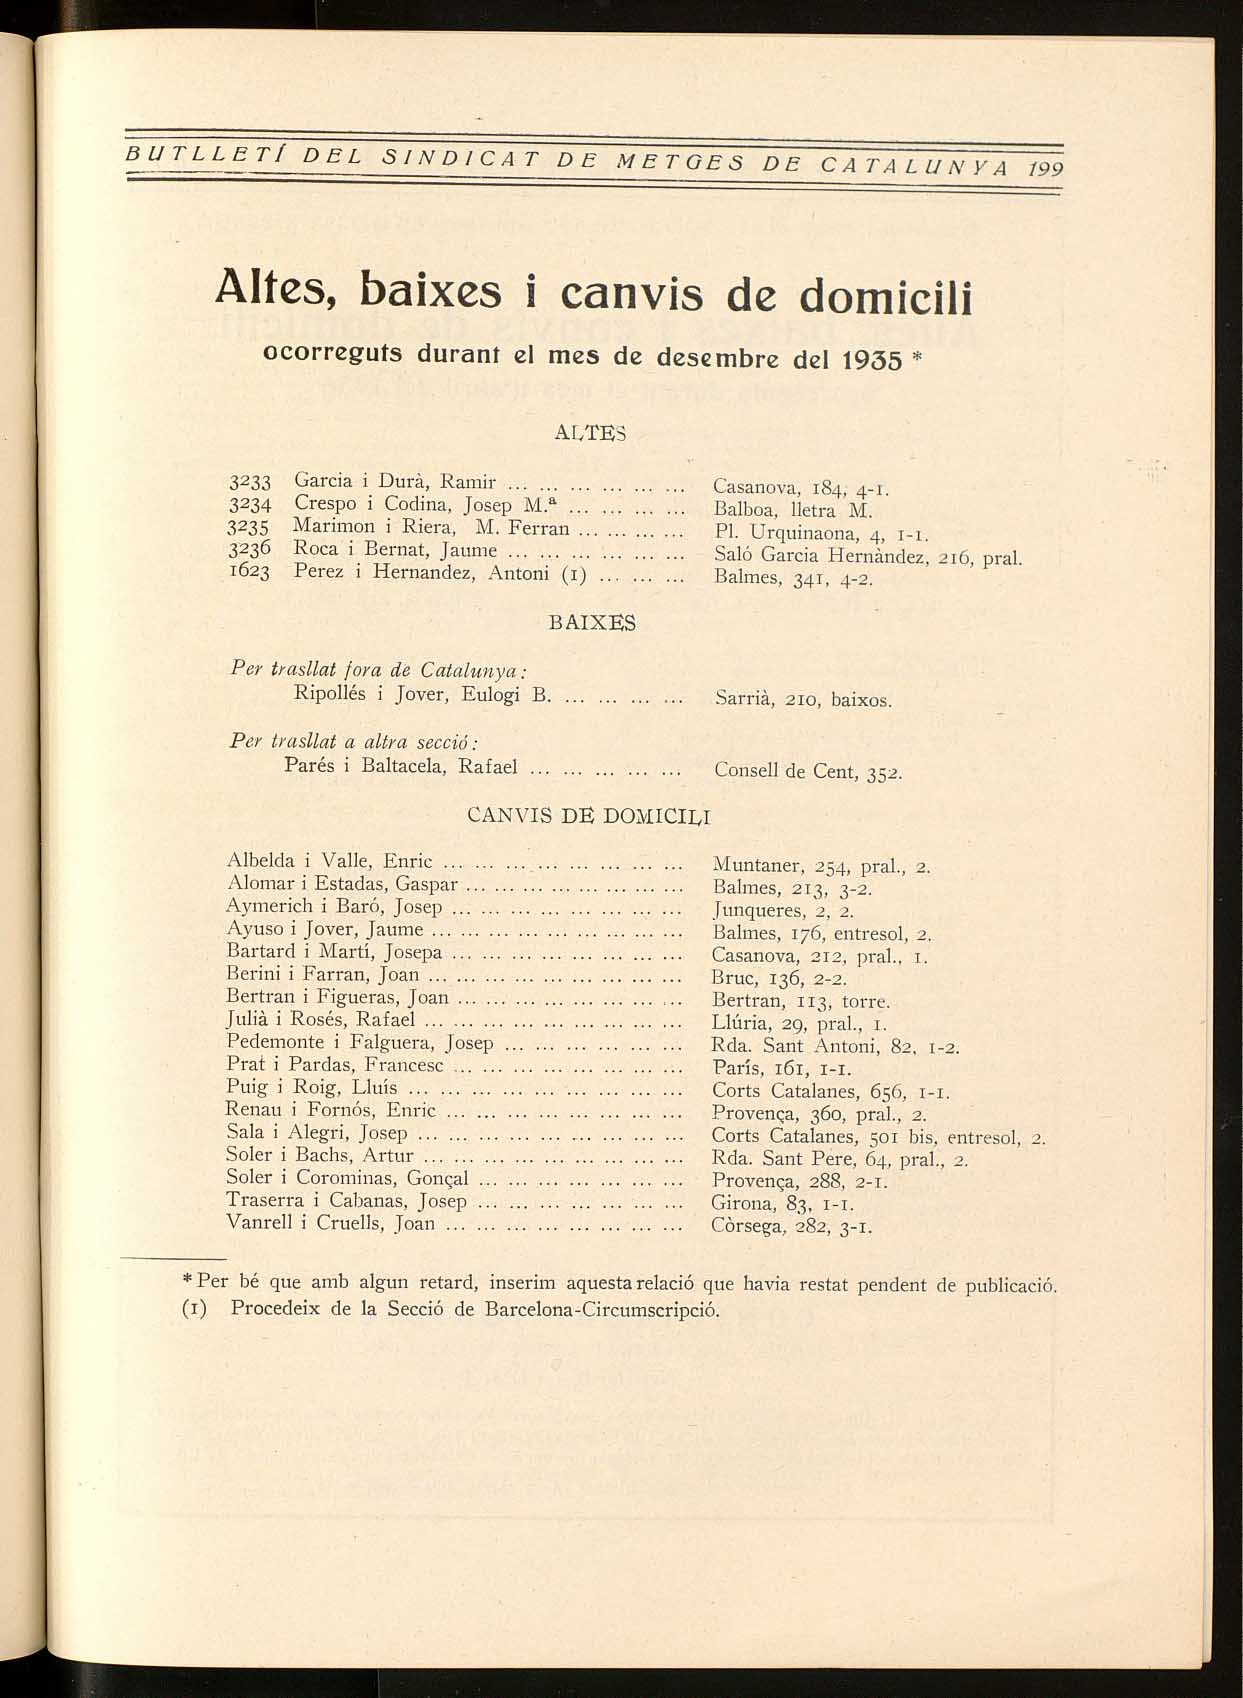 BUTLLETÍ DEL SINDICAT DE METGES DE CATALUNYA 199
Altes, baixes i canvis de domicili
ocorreguts durant el mes de desembre del 1935 *
ALTES
3233 Garcia i Durà, Ramir ... ... ... ... ... ... Casanova, 184, 4-1.
3234 Crespo i Codina, Josep M.ª ... ... ... ... Balboa, lletra M.
3235 Marimon i Riera, M. Ferran ... ... ... ... Pl. Urquinaona, 4, 1-1.
3236 Roca i Bernat, Jaume ... ... ... ... ... ... Saló Garcia Hernàndez, 216, pral.
1623 Perez i Hernandez, Antoni (1) ... ... ... Balmes, 341, 4-2.
BAIXES
Per trasllat fora de Catalunya :
Ripollés i Jover, Eulogi B. ... ... ... ... Sarrià, 210, baixos.
Per trasllat a altra secció :
Parés i Baltacela, Rafael ... ... ... ... ... Consell de Cent, 352.
CANVIS DE DOMICILI
Albelda i Valle, Enric ... ... ... ... ... ... ... ... Muntaner, 254, pral., 2.
Alomar i Estadas, Gaspar ... ... ... ... ... ... ... ... Balmes, 213, 3-2.
Aymerich i Baró, Josep ... ... ... ... ... ... ... ... Junqueres, 2, 2.
Ayuso i Jover, Jaume ... ... ... ... ... ... ... ... ... Balmes, 176, entresol, 2.
Bartard i Martí, Josepa ... ... ... ... ... ... ... ... Casanova, 212, pral., 1.
Berini i Farran, Joan ... ... ... ... ... ... ... ... ... Bruc, 136, 2-2.
Bertran i Figueras, Joan ... ... ... ... ... ... ... ... Bertran, 113, torre.
Julià i Rosés, Rafael ... ... ... ... ... ... ... ... ... Llúria, 29, pral., 1.
Pedemonte i Falguera, Josep ... ... ... ... ... ... Rda. Sant Antoni, 82, 1-2.
Prat i Pardas, Francesc ... ... ... ... ... ... ... ... París, 161, 1-1.
Puig i Roig, Lluís ... ... ... ... ... ... ... ... ... Corts Catalanes, 656, 1-1.
Renau i Fornós, Enric ... ... ... ... ... ... ... ... Provença, 360, pral., 2.
Sala i Alegri, Josep ... ... ... ... ... ... ... ... ... Corts Catalanes, 501 bis, entresol, 2.
Soler i Bachs, Artur ... ... ... ... ... ... ... ... ... Rda. Sant Pere, 64, pral., 2.
Soler i Corominas, Gonçal ... ... ... ... ... ... ... Provença, 288, 2-1.
Traserra i Cabanas, Josep ... ... ... ... ... ... ... Girona, 83, 1-1.
Vanrell i Cruells, Joan ... ... ... ... ... ... ... ... Còrsega, 282, 3-1.
* Per bé que amb algun retard, inserim aquesta relació que havia restat pendent de publicació.
(1) Procedeix de la Secció de Barcelona-Circumscripció.